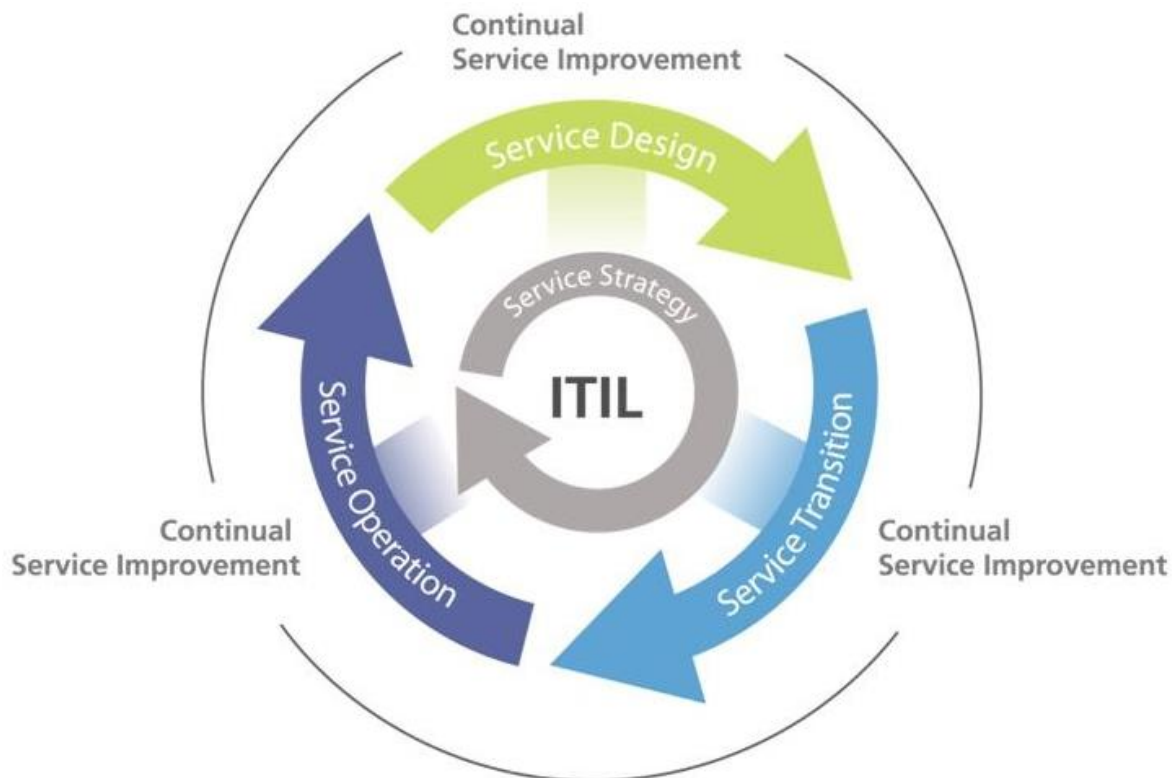 Continual
Service Improvement
Service Design
Service Strategy
ITIL
Service Operation
Service Transition
Continual
Service Improvement
Continual
Service Improvement